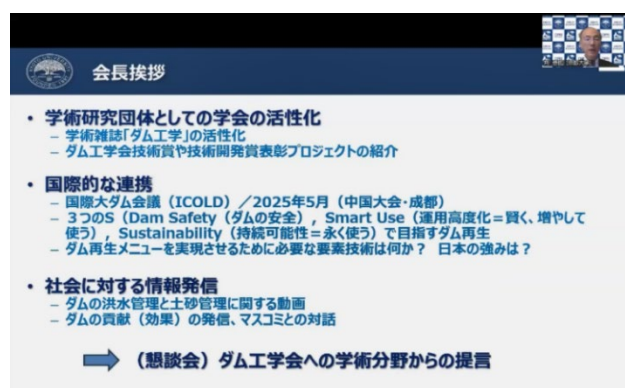 会長挨拶
• 学術研究団体としての学会の活性化
– 学術雑誌「ダム工学」の活性化
– ダム工学会技術賞や技術開発賞表彰プロジェクトの紹介
• 国際的な連携
– 国際大ダム会議（ICOLD）／2025年5月（中国大会・成都）
– ３つのS（Dam Safety（ダムの安全）, Smart Use（運用高度化＝賢く、増やして
使う）, Sustainability（持続可能性＝永く使う）で目指すダム再生
– ダム再生メニューを実現させるために必要な要素技術は何か？ 日本の強みは？
• 社会に対する情報発信
– ダムの洪水管理と土砂管理に関する動画
– ダムの貢献（効果）の発信、マスコミとの対話
（懇談会）ダム工学会への学術分野からの提言